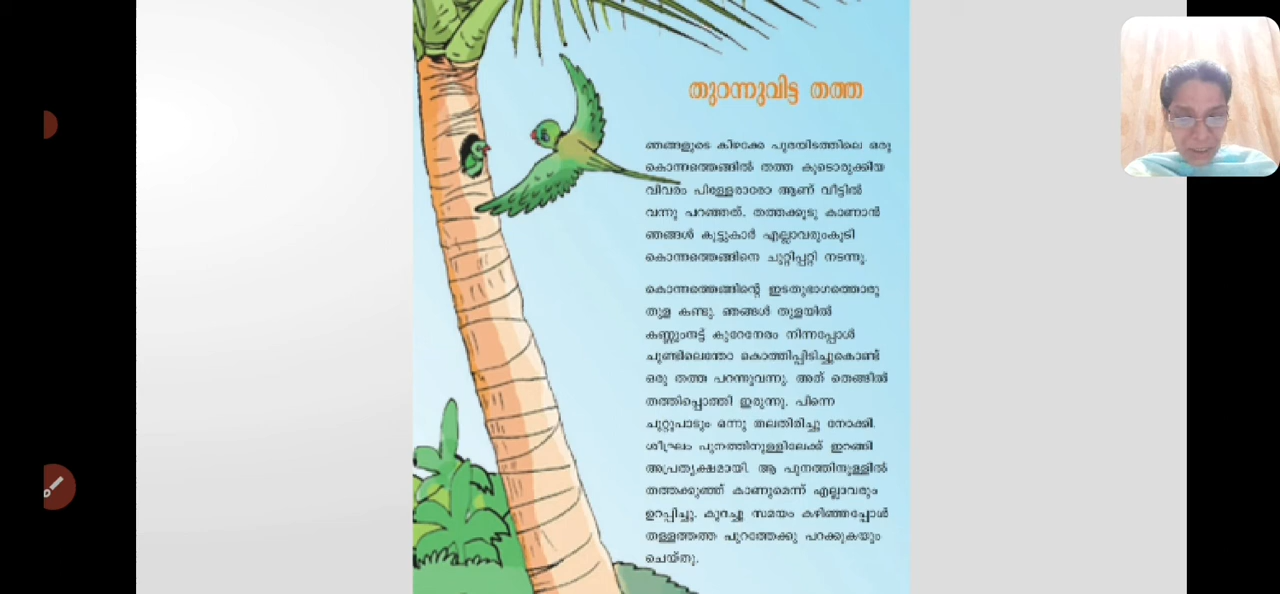 തുറന്നുവിട്ട തത്ത
ഞങ്ങളുടെ കിഴക്കേ പുരയിടത്തിലെ ഒരു
കൊന്നത്തെങ്ങിൽ തത്ത കൂടൊരുക്കിയ
വിവരം പിള്ളേരാരോ ആണ് വീട്ടിൽ
വന്നു പറഞ്ഞത്. തത്തക്കൂടു കാണാൻ
ഞങ്ങൾ കൂട്ടുകാർ എല്ലാവരുംകൂടി
കൊന്നത്തെങ്ങിനെ ചുറ്റിപ്പറ്റി നടന്നു.
കൊന്നത്തെങ്ങിന്റെ ഇടതുഭാഗത്തൊരു
തുള കണ്ടു. ഞങ്ങൾ തുളയിൽ
കണ്ണുംനട്ട് കുറേനേരം നിന്നപ്പോൾ
ചുണ്ടിലെന്തോ കൊത്തിപ്പിടിച്ചുകൊണ്ട്
ഒരു തത്ത പറന്നുവന്നു. അത് തെങ്ങിൽ
തത്തിപ്പൊത്തി ഇരുന്നു. പിന്നെ
ചുറ്റുപാടും ഒന്നു തലതിരിച്ചു നോക്കി.
ശീഘ്രം പുനത്തിനുള്ളിലേക്ക് ഇറങ്ങി
അപ്രത്യക്ഷമായി. ആ പുനത്തിനുള്ളിൽ
തത്തക്കുഞ്ഞ് കാണുമെന്ന് എല്ലാവരും
ഉറപ്പിച്ചു. കുറച്ചു സമയം കഴിഞ്ഞപ്പോൾ
തള്ളത്തത്ത പുറത്തേക്കു പറക്കുകയും
ചെയ്തു.